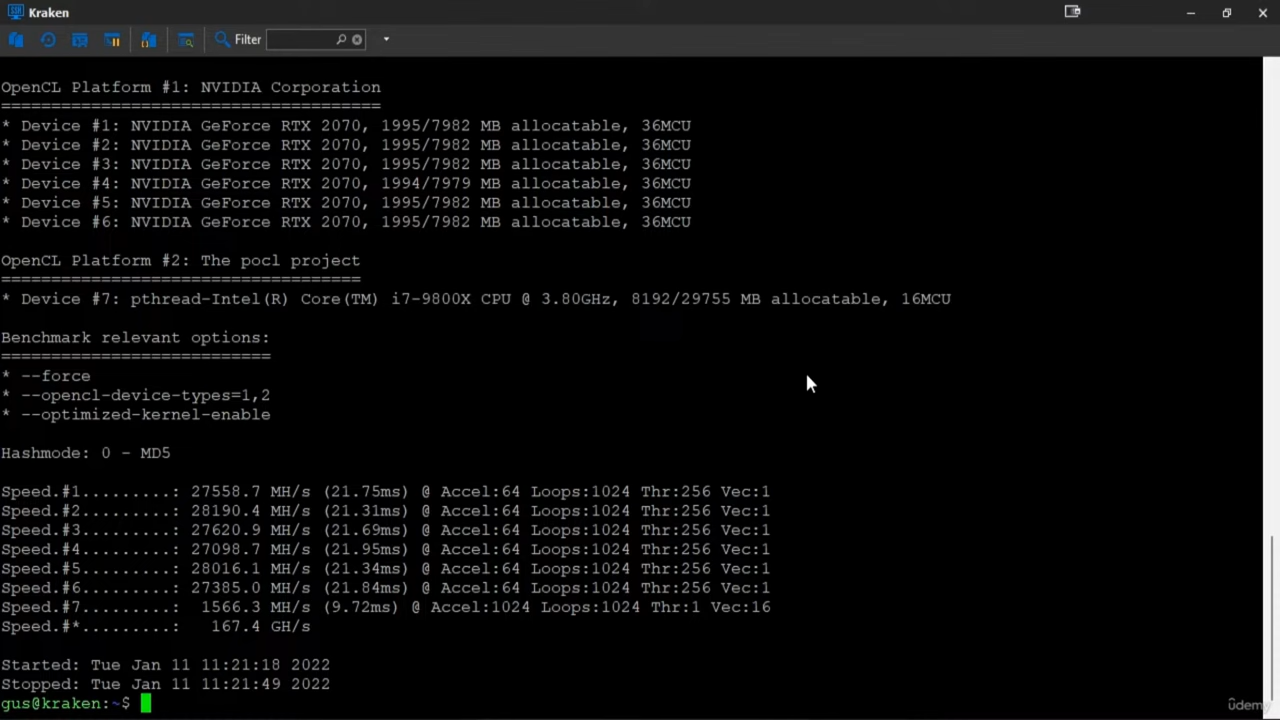 Kraken
Filter
OpenCL Platform #1: NVIDIA Corporation
======================================
* Device #1: NVIDIA GeForce RTX 2070, 1995/7982 MB allocatable, 36MCU
* Device #2: NVIDIA GeForce RTX 2070, 1995/7982 MB allocatable, 36MCU
* Device #3: NVIDIA GeForce RTX 2070, 1995/7982 MB allocatable, 36MCU
* Device #4: NVIDIA GeForce RTX 2070, 1994/7979 MB allocatable, 36MCU
* Device #5: NVIDIA GeForce RTX 2070, 1995/7982 MB allocatable, 36MCU
* Device #6: NVIDIA GeForce RTX 2070, 1995/7982 MB allocatable, 36MCU
OpenCL Platform #2: The pocl project
====================================
* Device #7: pthread-Intel(R) Core(TM) i7-9800X CPU @ 3.80GHz, 8192/29755 MB allocatable, 16MCU
Benchmark relevant options:
===========================
* --force
* --opencl-device-types=1,2
* --optimized-kernel-enable
Hashmode: 0 - MD5
Speed.#1.........: 27558.7 MH/s (21.75ms) @ Accel:64 Loops:1024 Thr:256 Vec:1
Speed.#2.........: 28190.4 MH/s (21.31ms) @ Accel:64 Loops:1024 Thr:256 Vec:1
Speed.#3.........: 27620.9 MH/s (21.69ms) @ Accel:64 Loops:1024 Thr:256 Vec:1
Speed.#4.........: 27098.7 MH/s (21.95ms) @ Accel:64 Loops:1024 Thr:256 Vec:1
Speed.#5.........: 28016.1 MH/s (21.34ms) @ Accel:64 Loops:1024 Thr:256 Vec:1
Speed.#6.........: 27385.0 MH/s (21.84ms) @ Accel:64 Loops:1024 Thr:256 Vec:1
Speed.#7.........:  1566.3 MH/s (9.72ms) @ Accel:1024 Loops:1024 Thr:1 Vec:16
Speed.#*.........:   167.4 GH/s
Started: Tue Jan 11 11:21:18 2022
Stopped: Tue Jan 11 11:21:49 2022
gus@kraken:~$
ûdemy